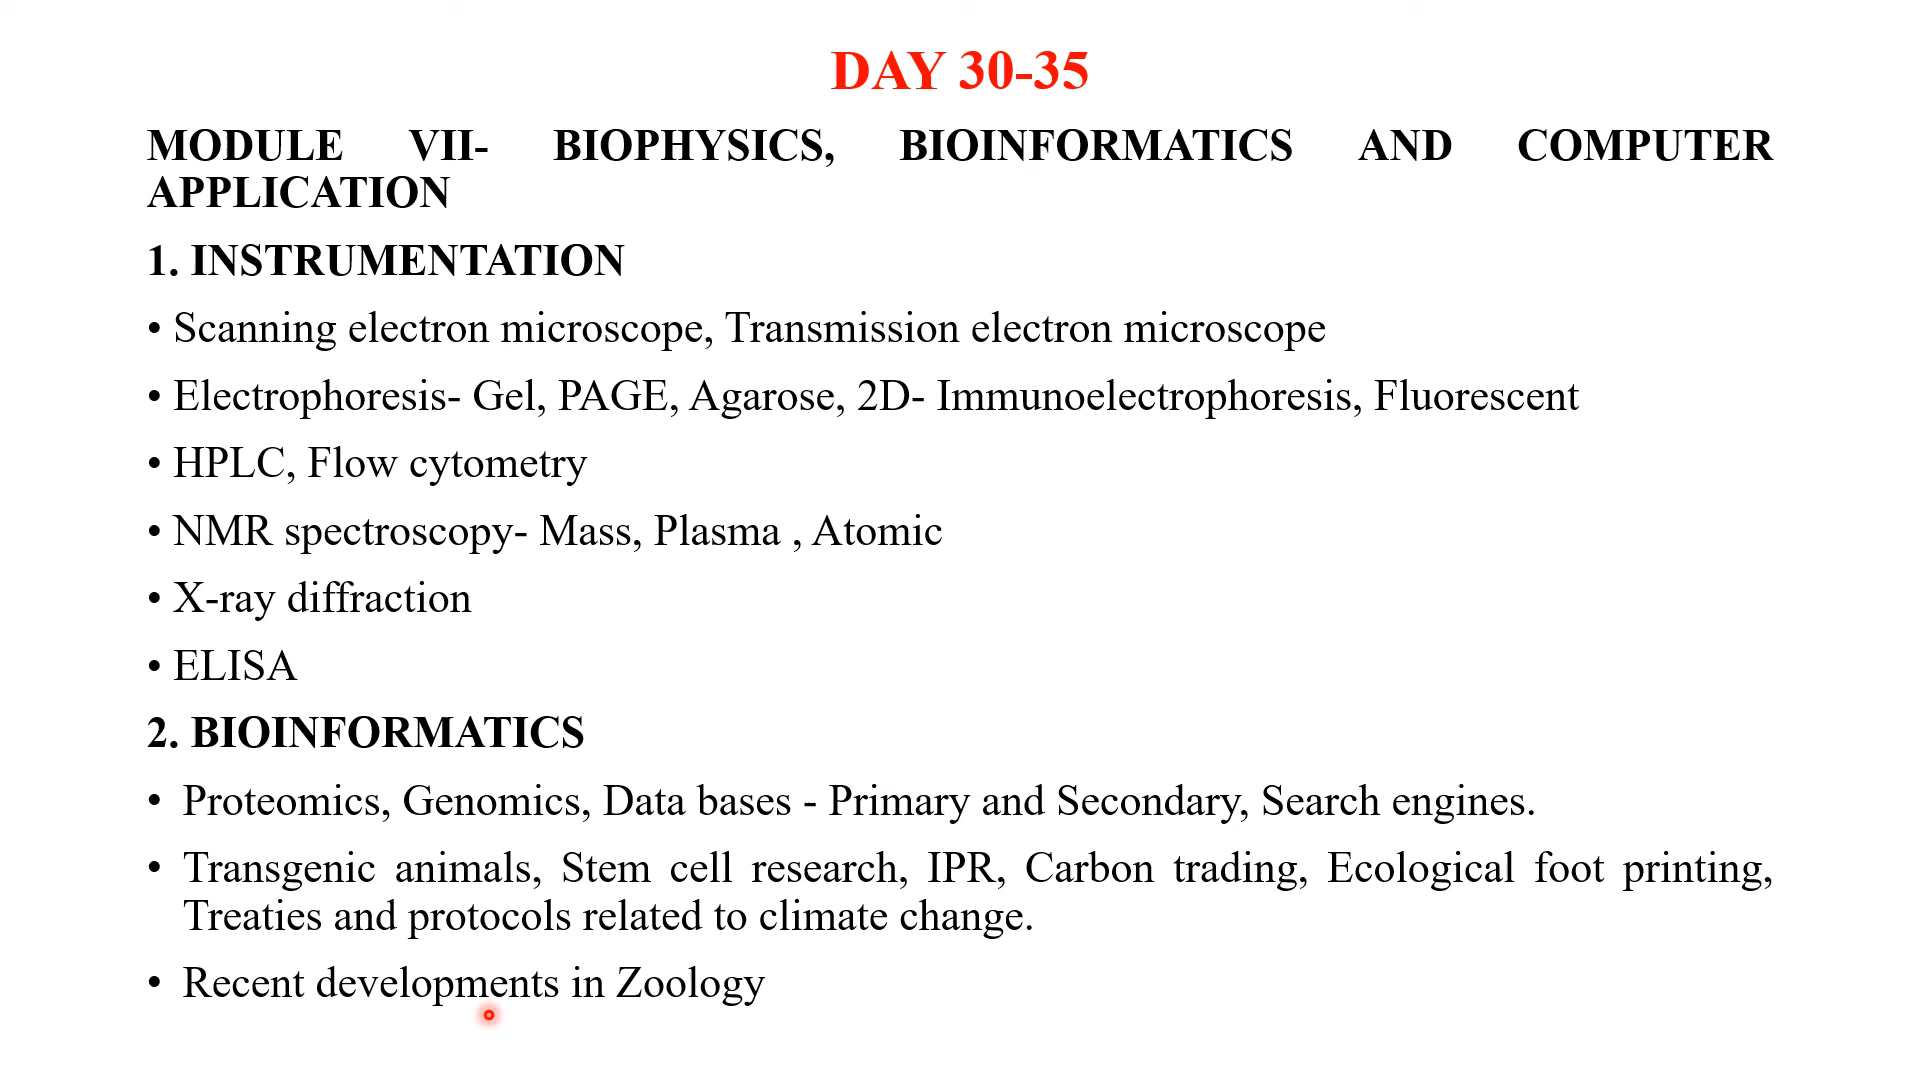 DAY 30-35
MODULE VII- BIOPHYSICS, BIOINFORMATICS AND COMPUTER
APPLICATION
1. INSTRUMENTATION
• Scanning electron microscope, Transmission electron microscope
• Electrophoresis- Gel, PAGE, Agarose, 2D- Immunoelectrophoresis, Fluorescent
• HPLC, Flow cytometry
• NMR spectroscopy- Mass, Plasma , Atomic
• X-ray diffraction
• ELISA
2. BIOINFORMATICS
• Proteomics, Genomics, Data bases - Primary and Secondary, Search engines.
• Transgenic animals, Stem cell research, IPR, Carbon trading, Ecological foot printing,
Treaties and protocols related to climate change.
• Recent developments in Zoology